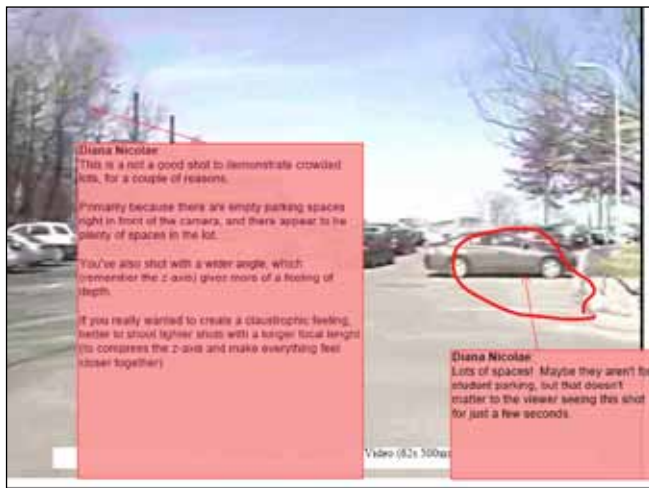 Diana Nicolae:
This is a not a good shot to demonstrate crowded
lots, for a couple of reasons.
Primarily because there are empty parking spaces
right in front of the camera, and there appear to be
plenty of spaces in the lot.
You've also shot with a wider angle, which
(remember the z-axis) gives more of a feeling of
depth.
If you really wanted to create a claustrophic feeling,
better to shoot tighter shots with a longer focal lenght
(to compress the z-axis and make everything feel
closer together)
Diana Nicolae:
Lots of spaces! Maybe they aren't for
student parking, but that doesn't
matter to the viewer seeing this shot
for just a few seconds.
Video (62s 500ms